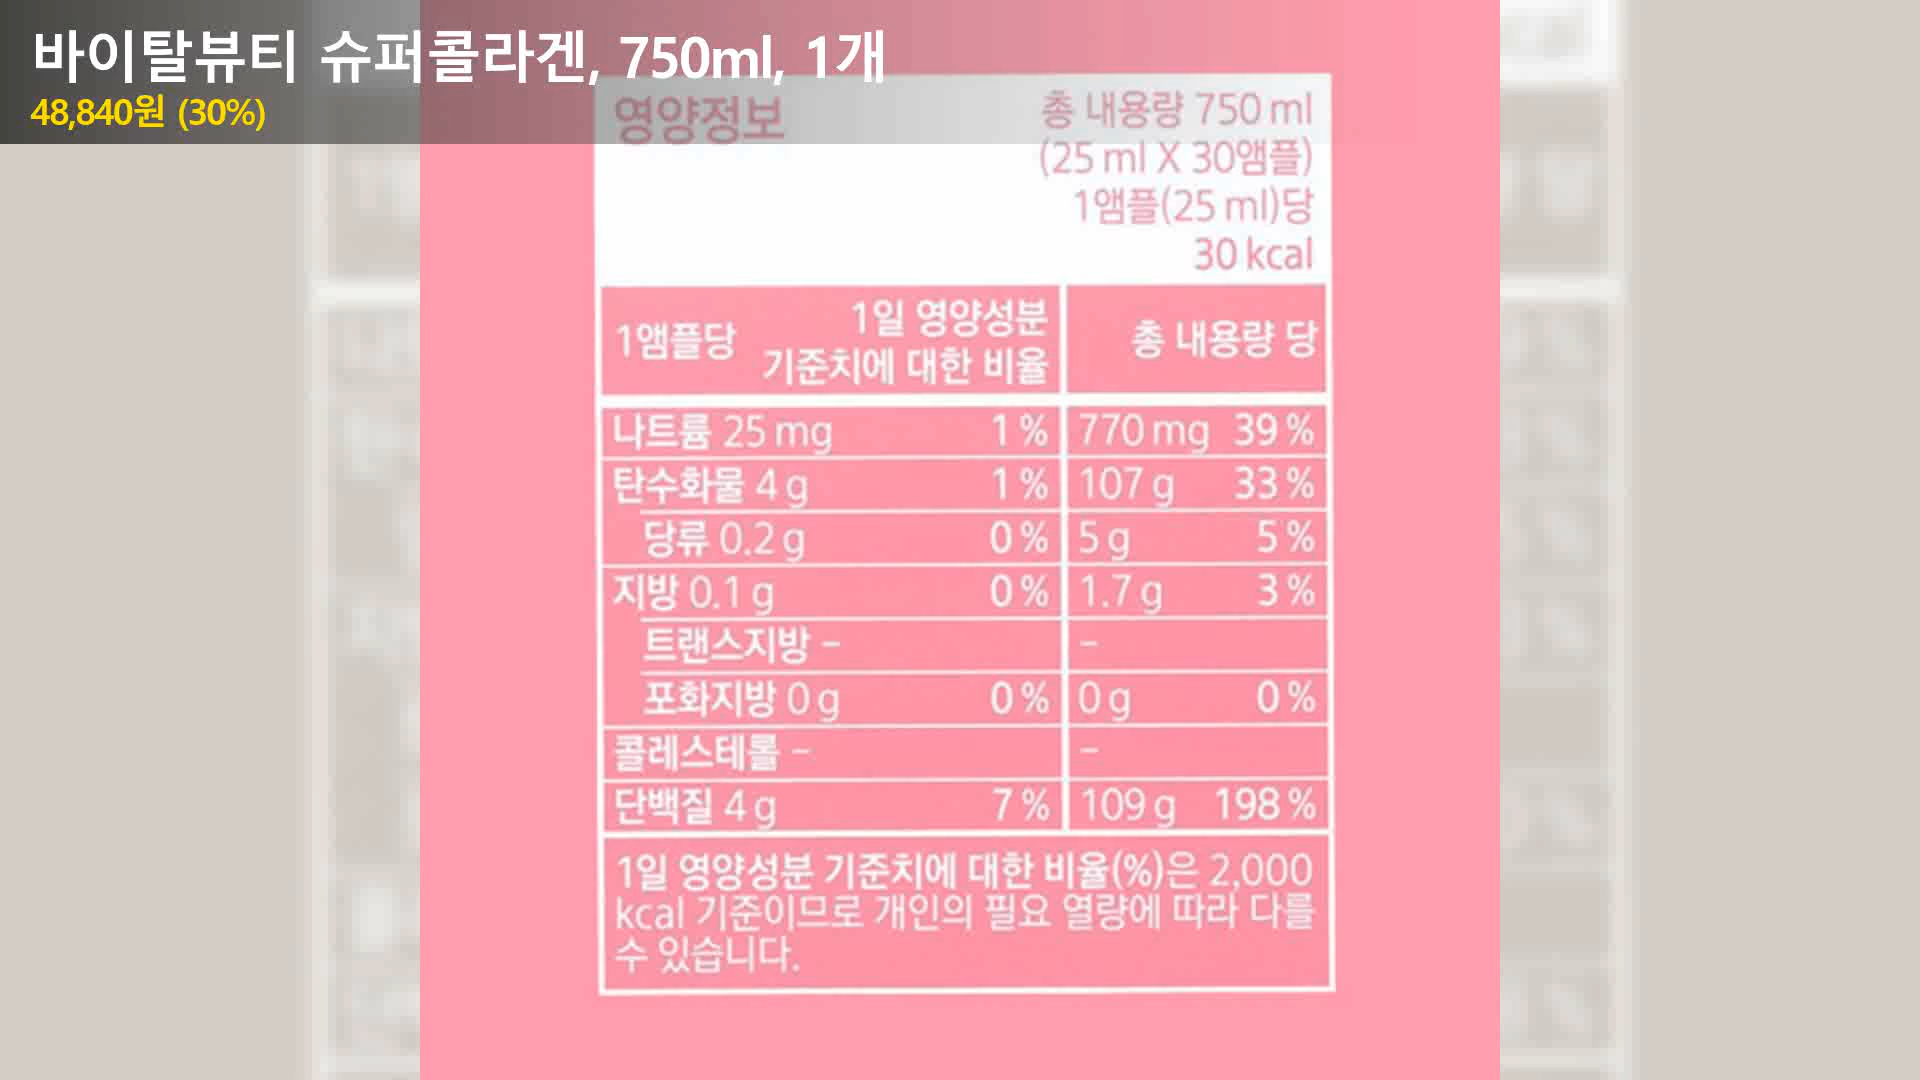 바이탈뷰티 슈퍼콜라겐, 750ml, 1개
48,840원 (30%)
영양정보
총 내용량 750 ml
(25 ml X 30앰플)
1앰플(25 ml)당
30 kcal
1앰플당 1일 영양성분 기준치에 대한 비율 총 내용량 당
나트륨 25 mg 1 % 770 mg 39 %
탄수화물 4 g 1 % 107 g 33 %
당류 0.2 g 0 % 5 g 5 %
지방 0.1 g 0 % 1.7 g 3 %
트랜스지방 – –
포화지방 0 g 0 % 0 g 0 %
콜레스테롤 – –
단백질 4 g 7 % 109 g 198 %
1일 영양성분 기준치에 대한 비율(%)은 2,000
kcal 기준이므로 개인의 필요 열량에 따라 다를
수 있습니다.